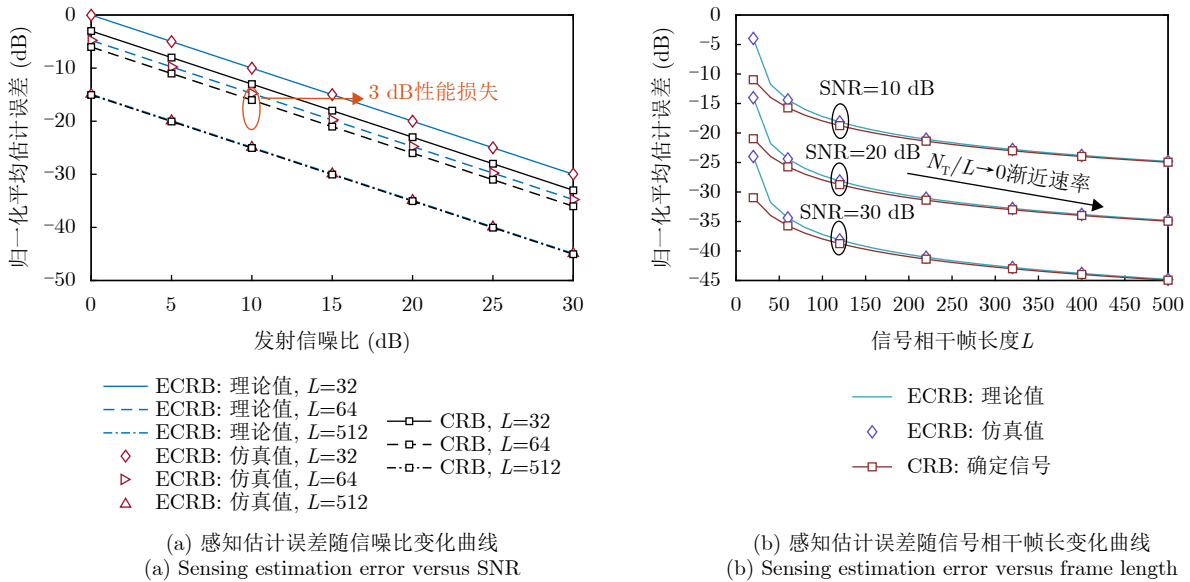 0
−10
−20
−30
−40
−50
归一化平均估计误差 (dB)
3 dB性能损失
0 5 10 15 20 25 30
发射信噪比 (dB)
ECRB: 理论值, L=32
ECRB: 理论值, L=64
ECRB: 理论值, L=512
ECRB: 仿真值, L=32
ECRB: 仿真值, L=64
ECRB: 仿真值, L=512
CRB, L=32
CRB, L=64
CRB, L=512
(a) 感知估计误差随信噪比变化曲线
(a) Sensing estimation error versus SNR
0
−5
−10
−15
−20
−25
−30
−35
−40
−45
归一化平均估计误差 (dB)
SNR=10 dB
SNR=20 dB
N_T/L→0渐近速率
SNR=30 dB
0 20 60 100 140 180 220 260 300 340 400 450 500
信号相干帧长度L
ECRB: 理论值
ECRB: 仿真值
CRB: 确定信号
(b) 感知估计误差随信号相干帧长变化曲线
(b) Sensing estimation error versus frame length